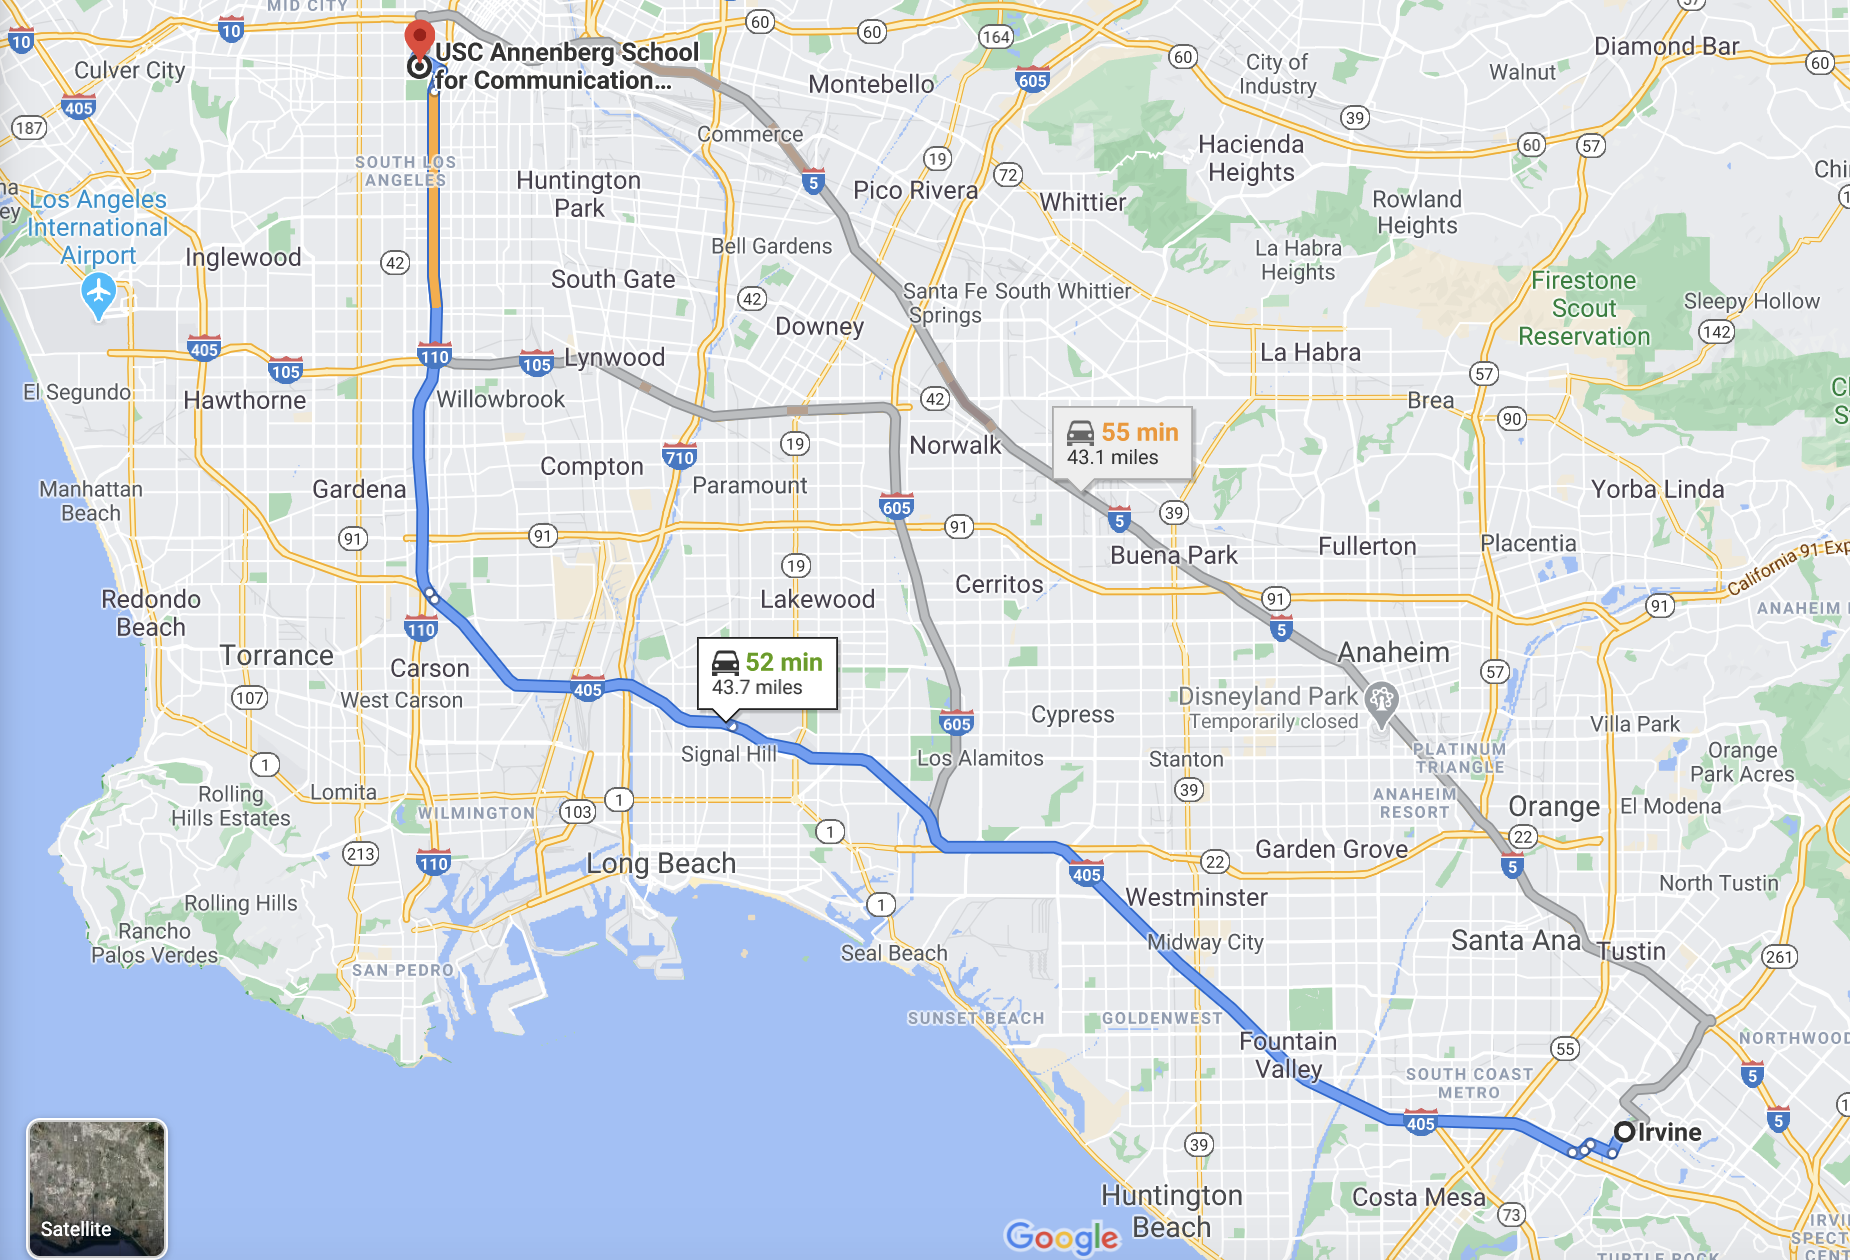 MID CITY
10
10
60
60
164
57
Diamond Bar
60
60
Culver City
405
187
USC Annenberg School
for Communication...
Montebello
605
City of
Industry
Walnut
39
Commerce
SOUTH LOS
ANGELES
Huntington
Park
5
19
72
Pico Rivera
Whittier
Hacienda
Heights
60
57
Rowland
Heights
Los Angeles
International
Airport
Inglewood
42
Bell Gardens
La Habra
Heights
South Gate
42
Santa Fe
Springs
South Whittier
Firestone
Scout
Reservation
Sleepy Hollow
142
Downey
405
105
110
105
Lynwood
La Habra
57
El Segundo
Hawthorne
Willowbrook
42
Brea
90
710
19
Norwalk
55 min
43.1 miles
Compton
Paramount
Gardena
Manhattan
Beach
605
5
39
Yorba Linda
91
91
91
Buena Park
Fullerton
Placentia
California 91 Exp
19
Cerritos
Redondo
Beach
Lakewood
91
91
ANAHEIM
110
5
Torrance
Carson
52 min
43.7 miles
Anaheim
57
107
West Carson
405
Disneyland Park
Temporarily closed
605
Cypress
Villa Park
Signal Hill
Los Alamitos
Stanton
PLATINUM
TRIANGLE
Orange
Park Acres
1
Rolling
Hills Estates
Lomita
WILMINGTON
103
1
39
ANAHEIM
RESORT
Orange
El Modena
1
22
213
110
Long Beach
405
22
Garden Grove
5
North Tustin
Westminster
Rolling Hills
1
Rancho
Palos Verdes
Seal Beach
Midway City
Santa Ana
Tustin
261
SAN PEDRO
SUNSET BEACH
GOLDENWEST
Fountain
Valley
55
NORTHWOOD
SOUTH COAST
METRO
5
405
5
Irvine
39
Huntington
Beach
Costa Mesa
73
Satellite
Google
TURTLE ROCK